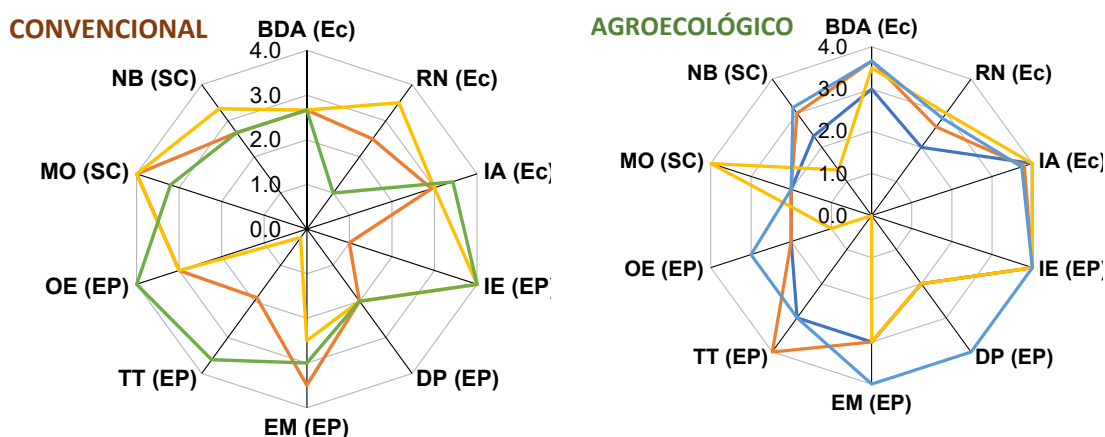 CONVENCIONAL
BDA (Ec)
4.0
3.0
2.0
1.0
0.0
RN (Ec)
IA (Ec)
IE (EP)
DP (EP)
EM (EP)
TT (EP)
OE (EP)
MO (SC)
NB (SC)
AGROECOLÓGICO
BDA (Ec)
4.0
3.0
2.0
1.0
0.0
RN (Ec)
IA (Ec)
IE (EP)
DP (EP)
EM (EP)
TT (EP)
OE (EP)
MO (SC)
NB (SC)